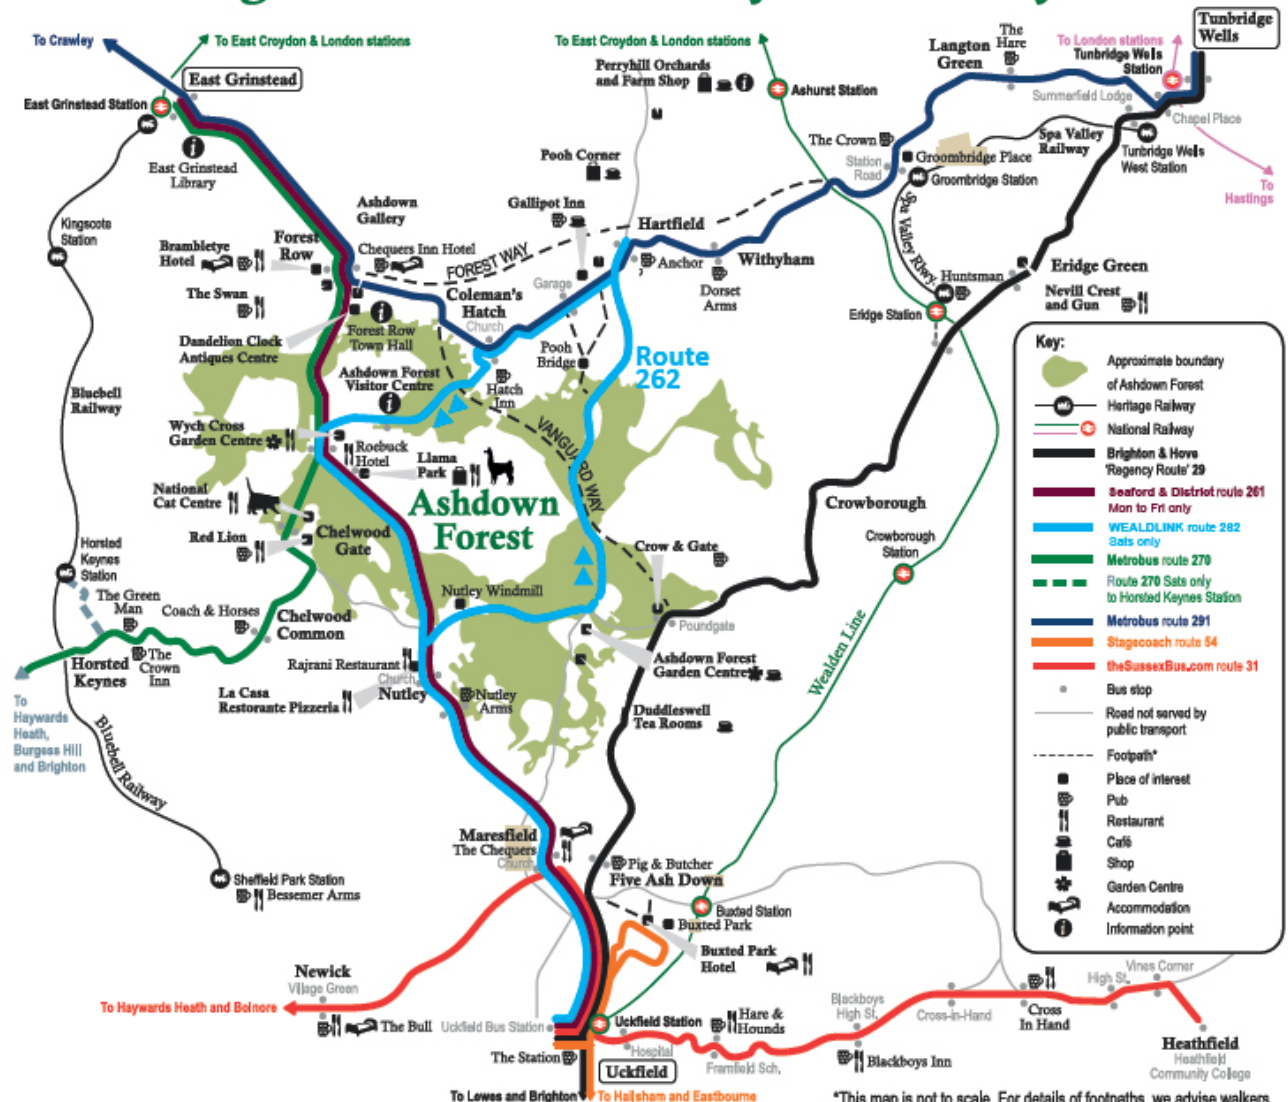 To Crawley
To East Croydon & London stations
To East Croydon & London stations
Perryhill Orchards
and Farm Shop
Ashurst Station
Langton
Green
The
Hare
To London stations
Tunbridge Wells
Station
Tunbridge
Wells
East Grinstead
East Grinstead Station
East Grinstead
Library
Summerfield Lodge
Chapel Place
The Crown
Station
Road
Groombridge Place
Groombridge Station
Spa Valley
Railway
Tunbridge Wells
West Station
To
Hastings
Pooh Corner
Gallipot Inn
Hartfield
Ashdown
Gallery
Kingscote
Station
Forest
Row
Chequers Inn Hotel
Brambletye
Hotel
The Swan
FOREST WAY
Garage
Anchor
Dorset
Arms
Withyham
Spa Valley Rlwy
Huntsman
Eridge Station
Eridge Green
Nevill Crest
and Gun
Coleman's
Hatch
Church
Forest Row
Town Hall
Dandelion Clock
Antiques Centre
Pooh
Bridge
Route
262
Ashdown Forest
Visitor Centre
Hatch
Inn
Bluebell
Railway
Wych Cross
Garden Centre
Roebuck
Hotel
Llama
Park
VANGUARD WAY
Ashdown
Forest
National
Cat Centre
Red Lion
Chelwood
Gate
Crowborough
Crowborough
Station
Crow & Gate
Horsted
Keynes
Station
The Green
Man
Coach & Horses
Chelwood
Common
Nutley Windmill
Poundgate
Wealden Line
Horsted
Keynes
The
Crown
Inn
Rajrani Restaurant
Church
Nutley
La Casa
Restorante Pizzeria
Nutley
Arms
Ashdown Forest
Garden Centre
Duddleswell
Tea Rooms
To
Haywards
Heath,
Burgess Hill
and Brighton
Bluebell Railway
Maresfield
The Chequers
Church
Pig & Butcher
Five Ash Down
Sheffield Park Station
Bessemer Arms
Buxted Station
Buxted Park
Buxted Park
Hotel
Newick
Village Green
To Haywards Heath and Bolnore
The Bull
Uckfield Bus Station
Uckfield Station
Hare &
Hounds
Hospital
Framfield Sch.
The Station
Uckfield
To Lewes and Brighton
To Hailsham and Eastbourne
Blackboys
High St.
Blackboys Inn
Cross-in-Hand
Cross
In Hand
High St.
Vines Corner
Heathfield
Heathfield
Community College
Key:
Approximate boundary
of Ashdown Forest
Heritage Railway
National Railway
Brighton & Hove
'Regency Route' 29
Seaford & District route 261
Mon to Fri only
WEALDLINK route 262
Sats only
Metrobus route 270
Route 270 Sats only
to Horsted Keynes Station
Metrobus route 291
Stagecoach route 54
theSussexBus.com route 31
Bus stop
Road not served by
public transport
Footpath*
Place of interest
Pub
Restaurant
Café
Shop
Garden Centre
Accommodation
Information point
*This map is not to scale. For details of footpaths, we advise walkers